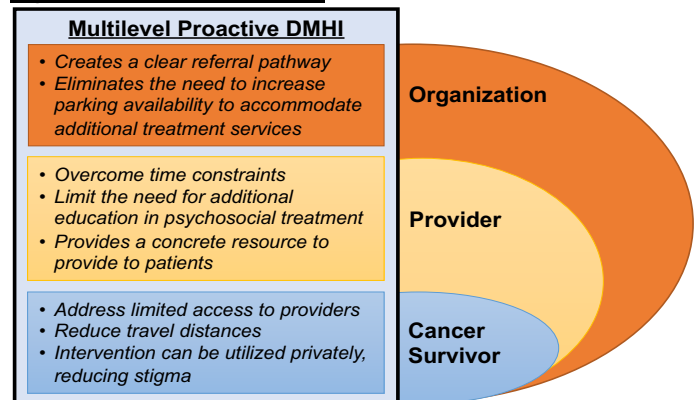 Multilevel Proactive DMHI
• Creates a clear referral pathway
• Eliminates the need to increase
parking availability to accommodate
additional treatment services
Organization
• Overcome time constraints
• Limit the need for additional
education in psychosocial treatment
• Provides a concrete resource to
provide to patients
Provider
• Address limited access to providers
• Reduce travel distances
• Intervention can be utilized privately,
reducing stigma
Cancer
Survivor